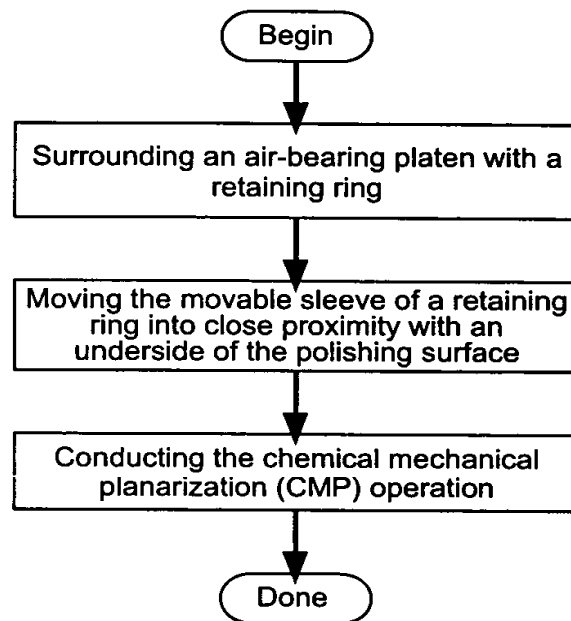 Begin
Surrounding an air-bearing platen with a
retaining ring
Moving the movable sleeve of a retaining
ring into close proximity with an
underside of the polishing surface
Conducting the chemical mechanical
planarization (CMP) operation
Done